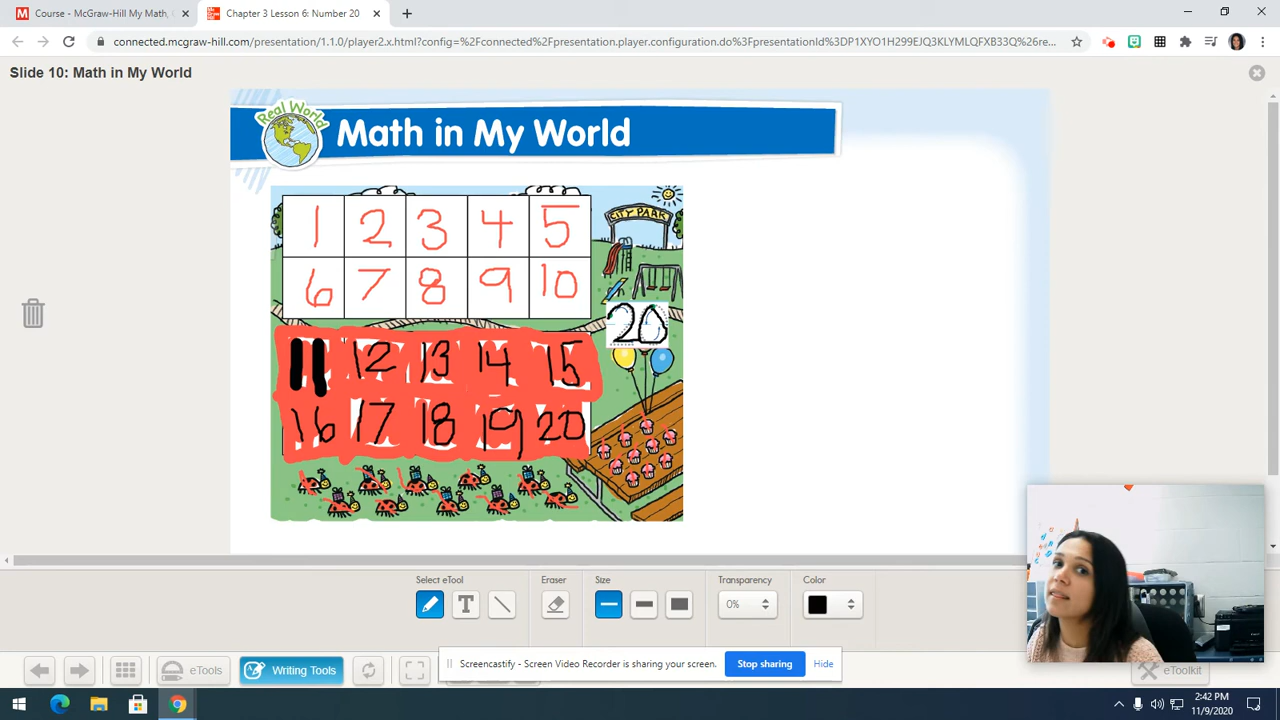 Course - McGraw-Hill My Math,
Chapter 3 Lesson 6: Number 20
connected.mcgraw-hill.com/presentation/1.1.0/player2.x.html?config=%2Fconnected%2Fpresentation.player.configuration.do%3FpresentationId%3DP1XYO1H299EJQ3KLYMLQFXB33Q%26re...
Slide 10: Math in My World
Real World
Math in My World
CITY PARK
1 2 3 4 5
6 7 8 9 10
20
11 12 13 14 15
16 17 18 19 20
Select eTool
Eraser
Size
Transparency
Color
T
0%
eTools
Writing Tools
Screencastify - Screen Video Recorder is sharing your screen.
Stop sharing
Hide
eToolkit
2:42 PM
11/9/2020